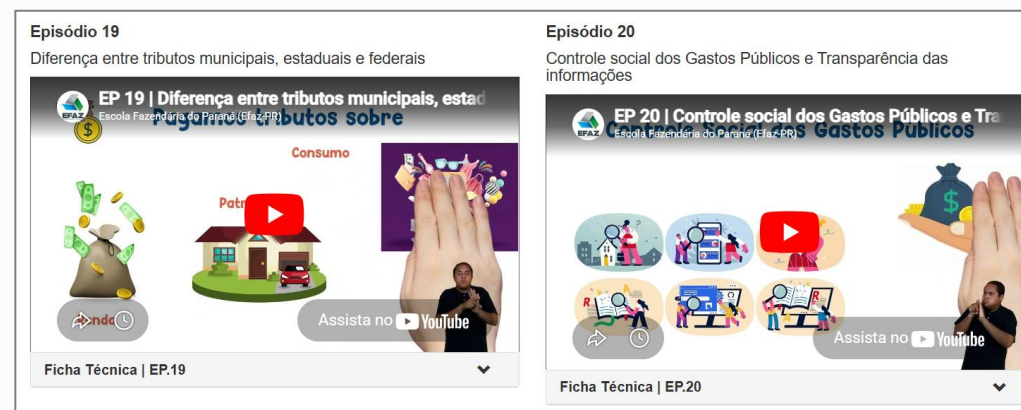 Episódio 19
Diferença entre tributos municipais, estaduais e federais
EP 19 | Diferença entre tributos municipais, estad
Escola Fazendária do Paraná (Efaz-PR)
EFAZ
Pagamos tributos sobre
Consumo
Patr
Assista no YouTube
Ficha Técnica | EP.19
Episódio 20
Controle social dos Gastos Públicos e Transparência das
informações
EP 20 | Controle social dos Gastos Públicos e Tra
Escola Fazendária do Paraná (Efaz-PR)
EFAZ
Controle Social dos Gastos Públicos
Assista no YouTube
Ficha Técnica | EP.20